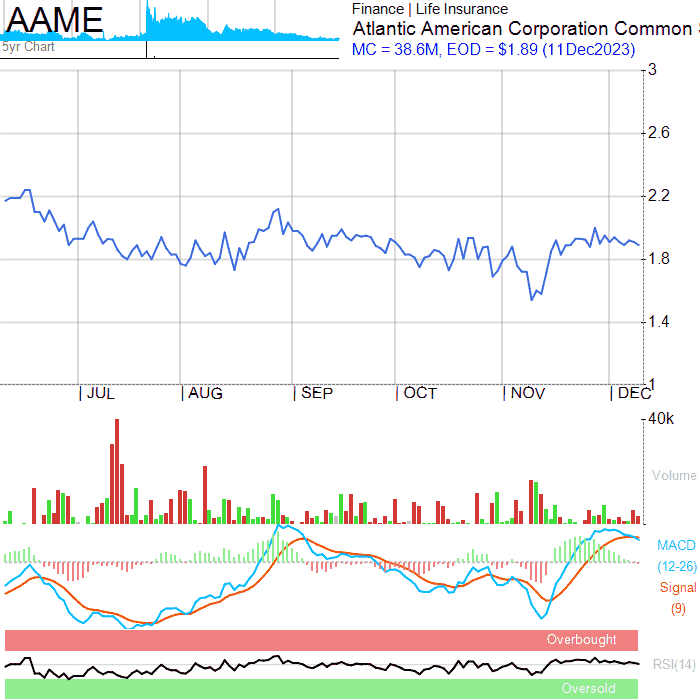 AAME
5yr Chart
Finance | Life Insurance
Atlantic American Corporation Common
MC = 38.6M, EOD = $1.89 (11Dec2023)
3
2.6
2.2
1.8
1.4
1
JUL AUG SEP OCT NOV DEC
40k
Volume
MACD
(12-26)
Signal
(9)
Overbought
RSI(14)
Oversold